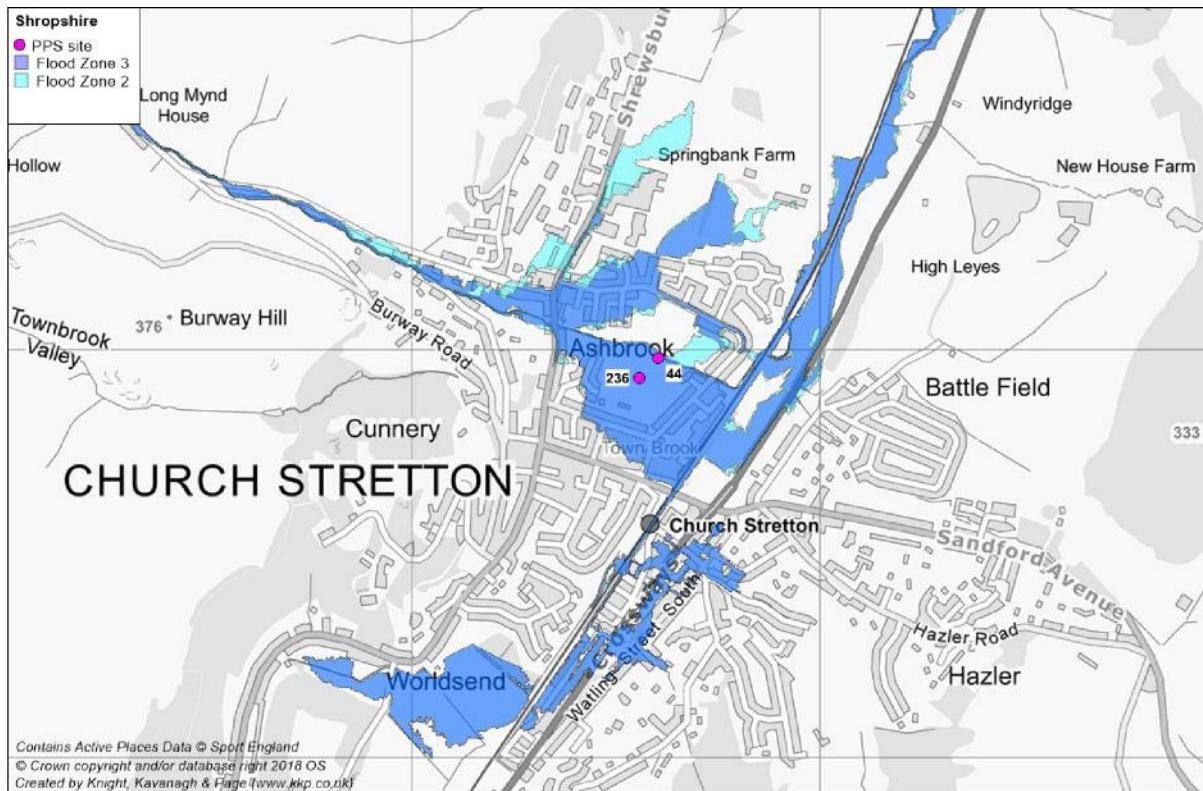 Shropshire
PPS site
Flood Zone 3
Flood Zone 2
Long Mynd
House
Hollow
Springbank Farm
Windyridge
New House Farm
High Leyes
376
Burway Hill
Burway Road
Townbrook
Valley
Ashbrook
44
236
Battle Field
Cunnery
Town Brook
333
CHURCH STRETTON
Church Stretton
Sandford Avenue
Crossways
Watling Street South
Hazler Road
Hazler
Worldsend
Contains Active Places Data © Sport England
© Crown copyright and/or database right 2018 OS
Created by Knight, Kavanagh & Page (www.kkp.co.uk)